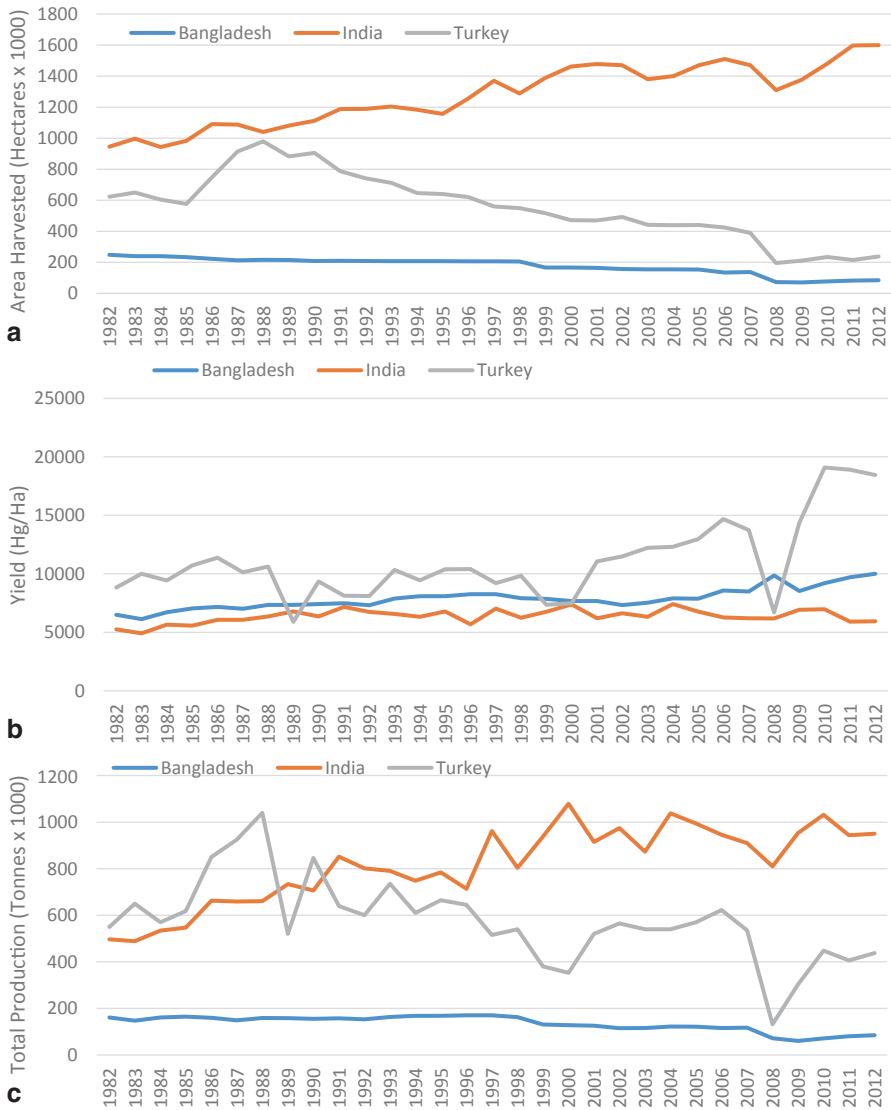 Area Harvested (Hectares x 1000)
1800
1600
1400
1200
1000
800
600
400
200
0
Bangladesh India Turkey
1982 1983 1984 1985 1986 1987 1988 1989 1990 1991 1992 1993 1994 1995 1996 1997 1998 1999 2000 2001 2002 2003 2004 2005 2006 2007 2008 2009 2010 2011 2012
a
Bangladesh India Turkey
Yield (Hg/Ha)
25000
20000
15000
10000
5000
0
1982 1983 1984 1985 1986 1987 1988 1989 1990 1991 1992 1993 1994 1995 1996 1997 1998 1999 2000 2001 2002 2003 2004 2005 2006 2007 2008 2009 2010 2011 2012
b
Total Production (Tonnes x 1000)
1200
1000
800
600
400
200
0
Bangladesh India Turkey
1982 1983 1984 1985 1986 1987 1988 1989 1990 1991 1992 1993 1994 1995 1996 1997 1998 1999 2000 2001 2002 2003 2004 2005 2006 2007 2008 2009 2010 2011 2012
c